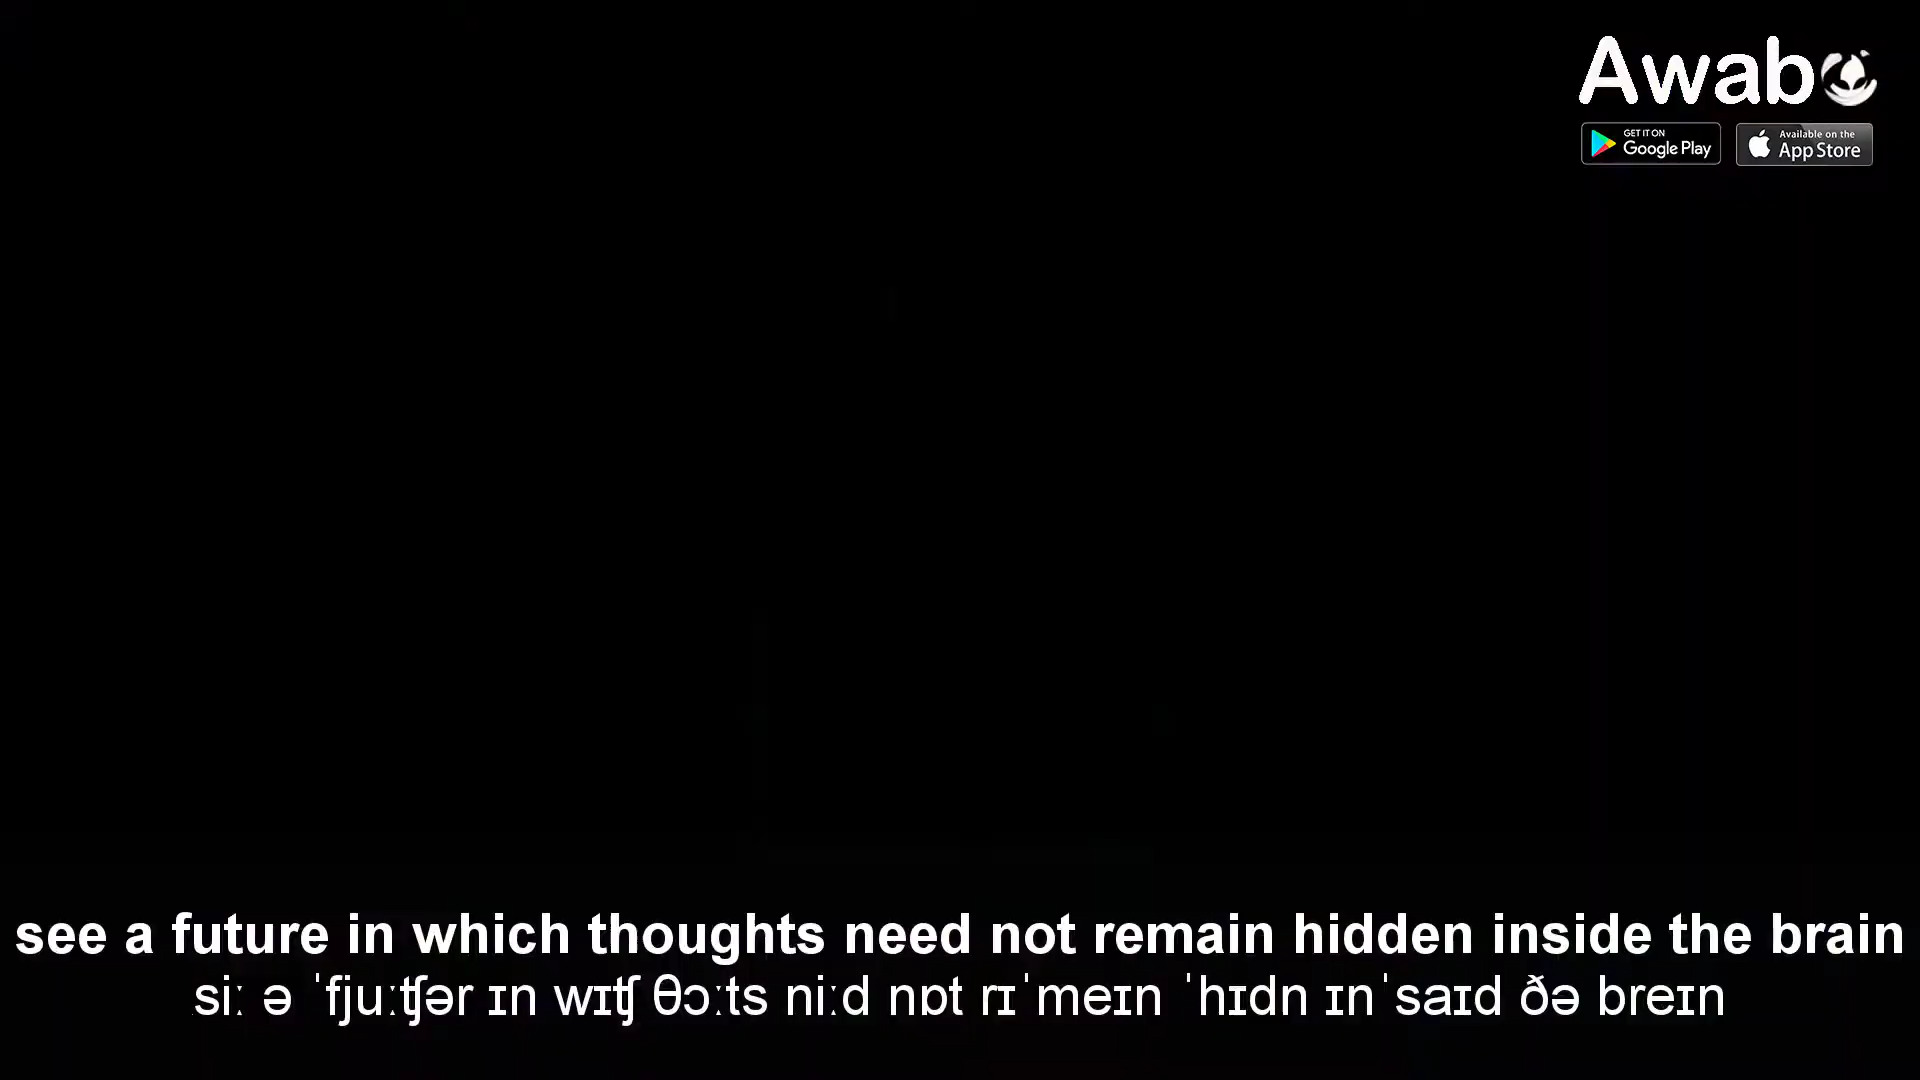 Awabe
GET IT ON
Google Play
Available on the
App Store
see a future in which thoughts need not remain hidden inside the brain
siː ə ˈfjuːʧər ɪn wɪʧ θɔːts niːd nɒt rɪˈmeɪn ˈhɪdn ɪnˈsaɪd ðə breɪn